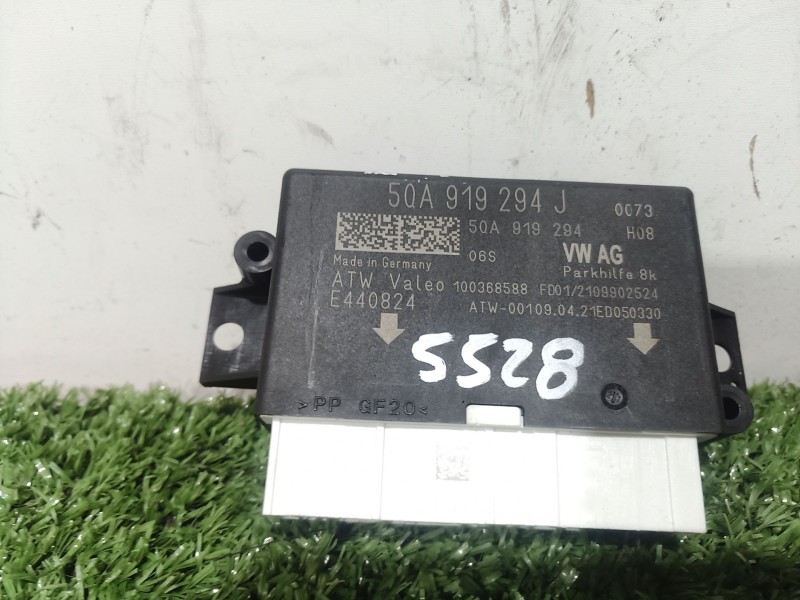 5QA 919 294 J
0073
5QA 919 294
H08
06S
VW AG
Made in Germany
Parkhilfe 8k
ATW Valeo 100368588 FD01/2109902524
E440824
ATW-00109.04.21ED050330
5528
>PP GF20<